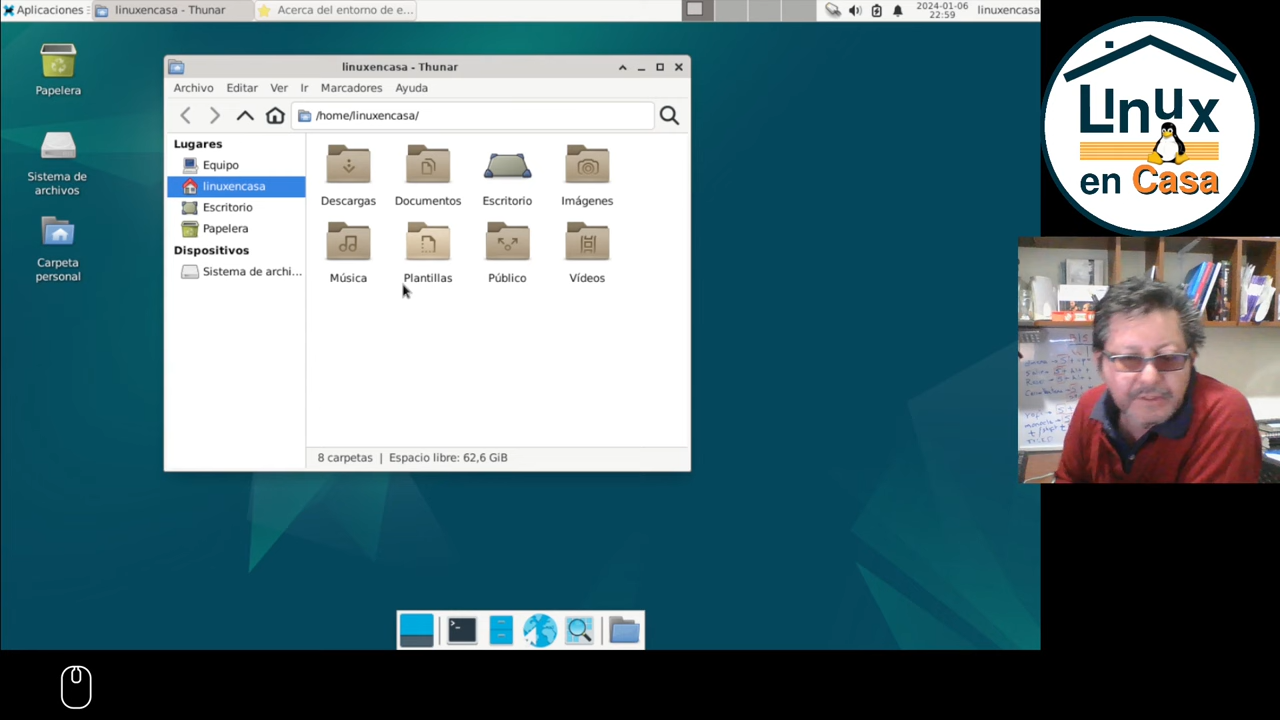 Aplicaciones
linuxencasa - Thunar
Acerca del entorno de e...
2024-01-06
22:59
linuxencasa
Papelera
Sistema de
archivos
Carpeta
personal
linuxencasa - Thunar
Archivo Editar Ver Ir Marcadores Ayuda
/home/linuxencasa/
Lugares
Equipo
linuxencasa
Escritorio
Papelera
Dispositivos
Sistema de archi...
Descargas Documentos Escritorio Imágenes
Música Plantillas Público Vídeos
8 carpetas | Espacio libre: 62,6 GiB
Linux
en Casa